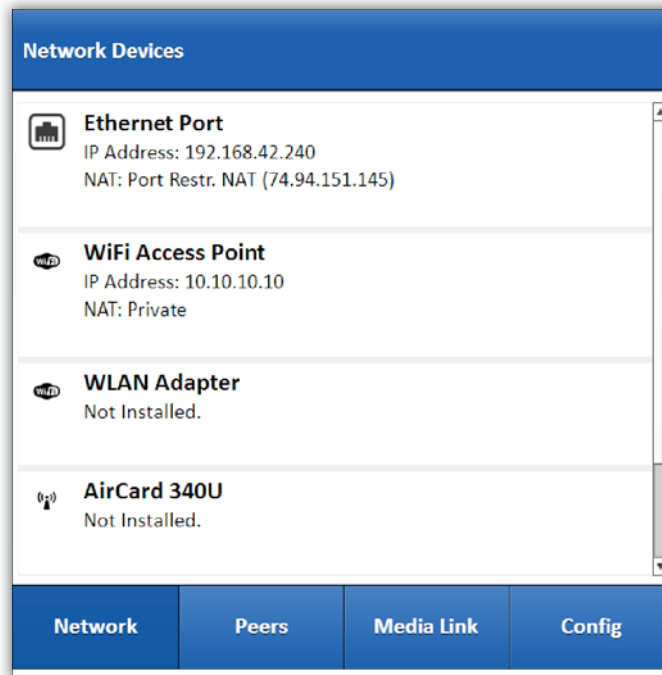 Network Devices
Ethernet Port
IP Address: 192.168.42.240
NAT: Port Restr. NAT (74.94.151.145)
WiFi Access Point
IP Address: 10.10.10.10
NAT: Private
WLAN Adapter
Not Installed.
AirCard 340U
Not Installed.
Network Peers Media Link Config